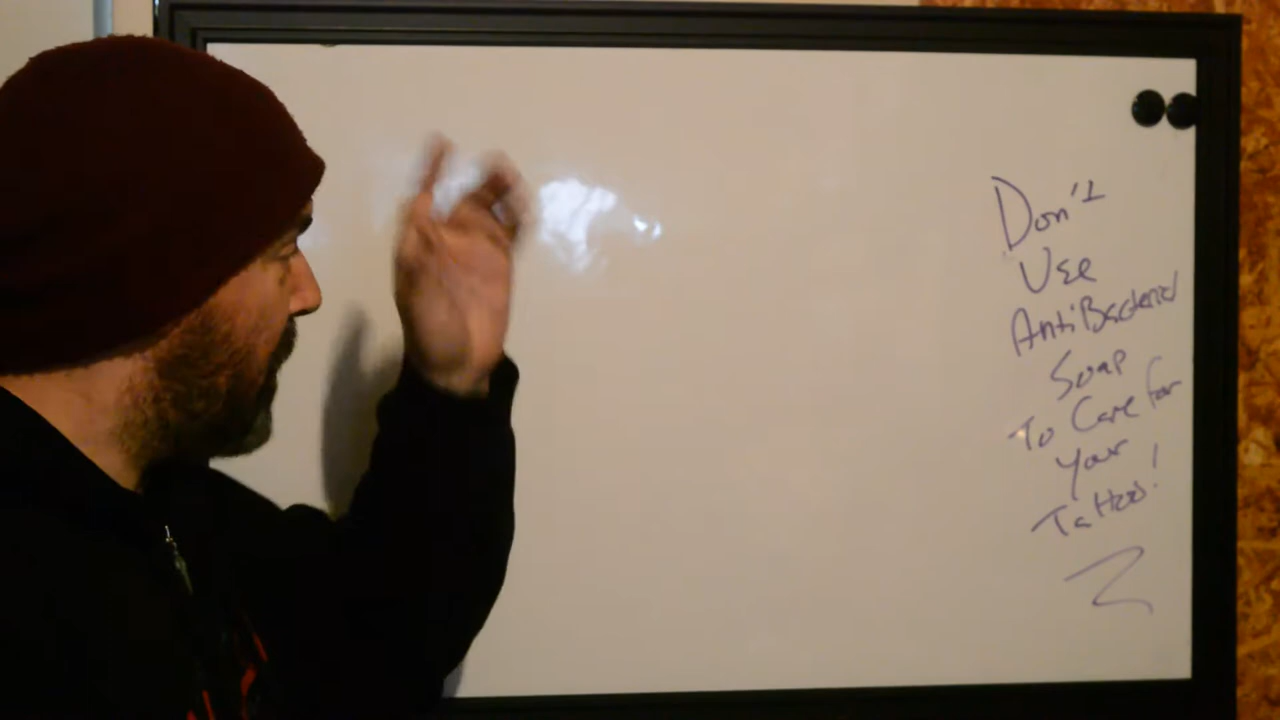 Don't
Use
AntiBacterial
Soap
To Care for
Your
Tattoo!